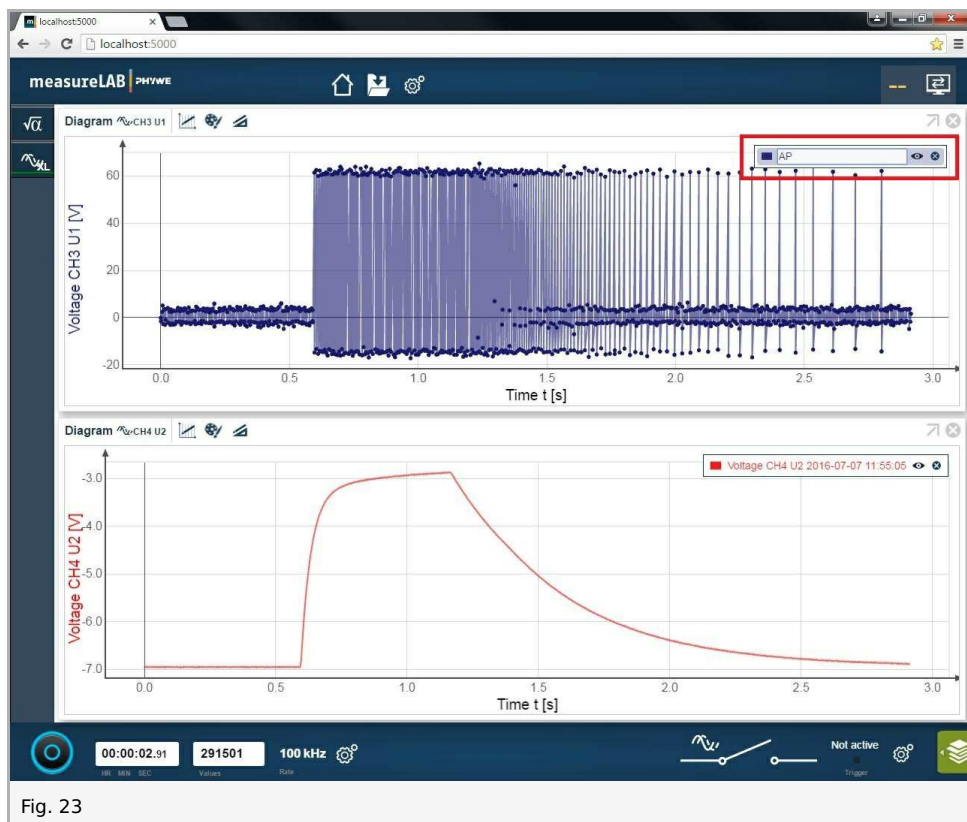 localhost:5000
localhost:5000
measureLAB PHYWE
--
√α
XL
Diagram CH3 U1
AP
Voltage CH3 U1 [V]
60
40
20
0
-20
0.0 0.5 1.0 1.5 2.0 2.5 3.0
Time t [s]
Diagram CH4 U2
Voltage CH4 U2 2016-07-07 11:55:05
Voltage CH4 U2 [V]
-3.0
-4.0
-5.0
-6.0
-7.0
0.0 0.5 1.0 1.5 2.0 2.5 3.0
Time t [s]
00:00:02.91 291501 100 kHz Not active
HR MIN SEC Values Rate Trigger
Fig. 23